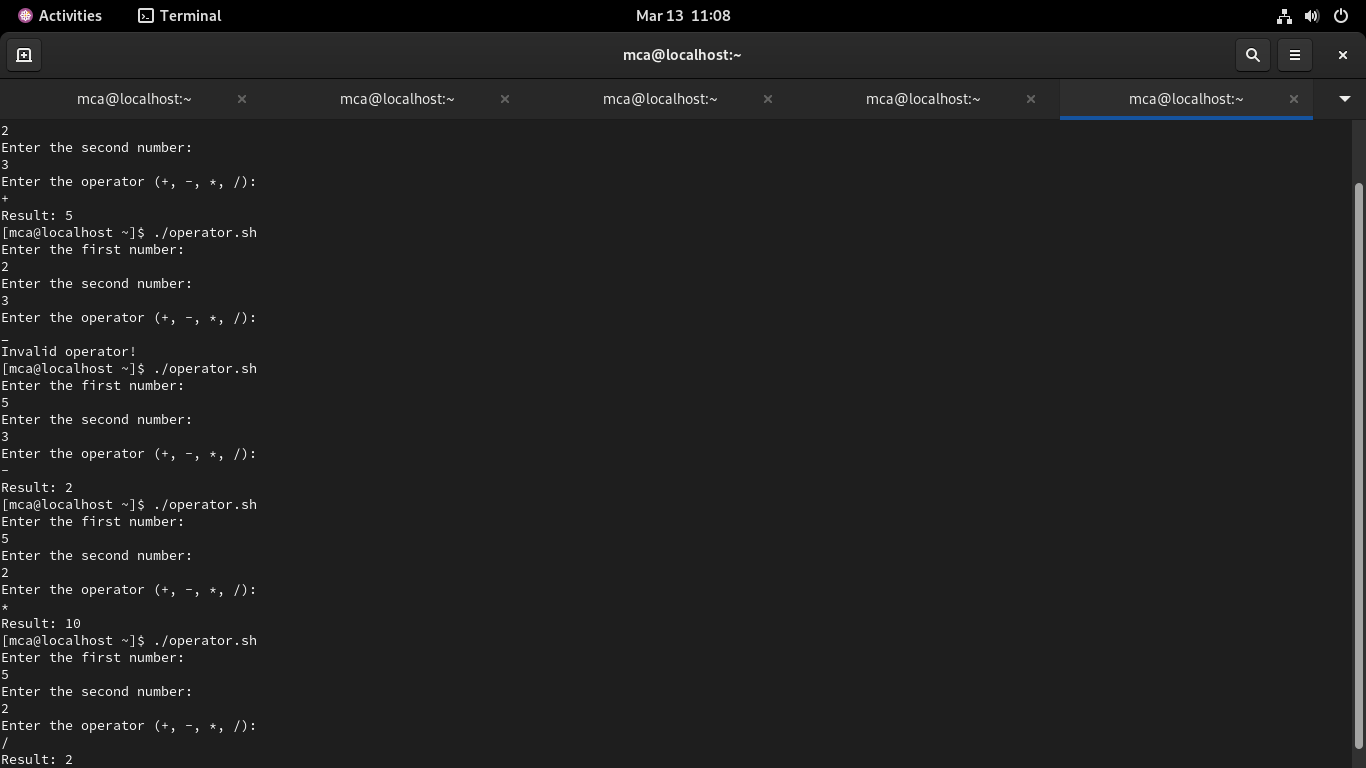 Activities Terminal Mar 13 11:08
mca@localhost:~
mca@localhost:~ × mca@localhost:~ × mca@localhost:~ × mca@localhost:~ × mca@localhost:~ ×
2
Enter the second number:
3
Enter the operator (+, -, *, /):
+
Result: 5
[mca@localhost ~]$ ./operator.sh
Enter the first number:
2
Enter the second number:
3
Enter the operator (+, -, *, /):
_
Invalid operator!
[mca@localhost ~]$ ./operator.sh
Enter the first number:
5
Enter the second number:
3
Enter the operator (+, -, *, /):
-
Result: 2
[mca@localhost ~]$ ./operator.sh
Enter the first number:
5
Enter the second number:
2
Enter the operator (+, -, *, /):
*
Result: 10
[mca@localhost ~]$ ./operator.sh
Enter the first number:
5
Enter the second number:
2
Enter the operator (+, -, *, /):
/
Result: 2